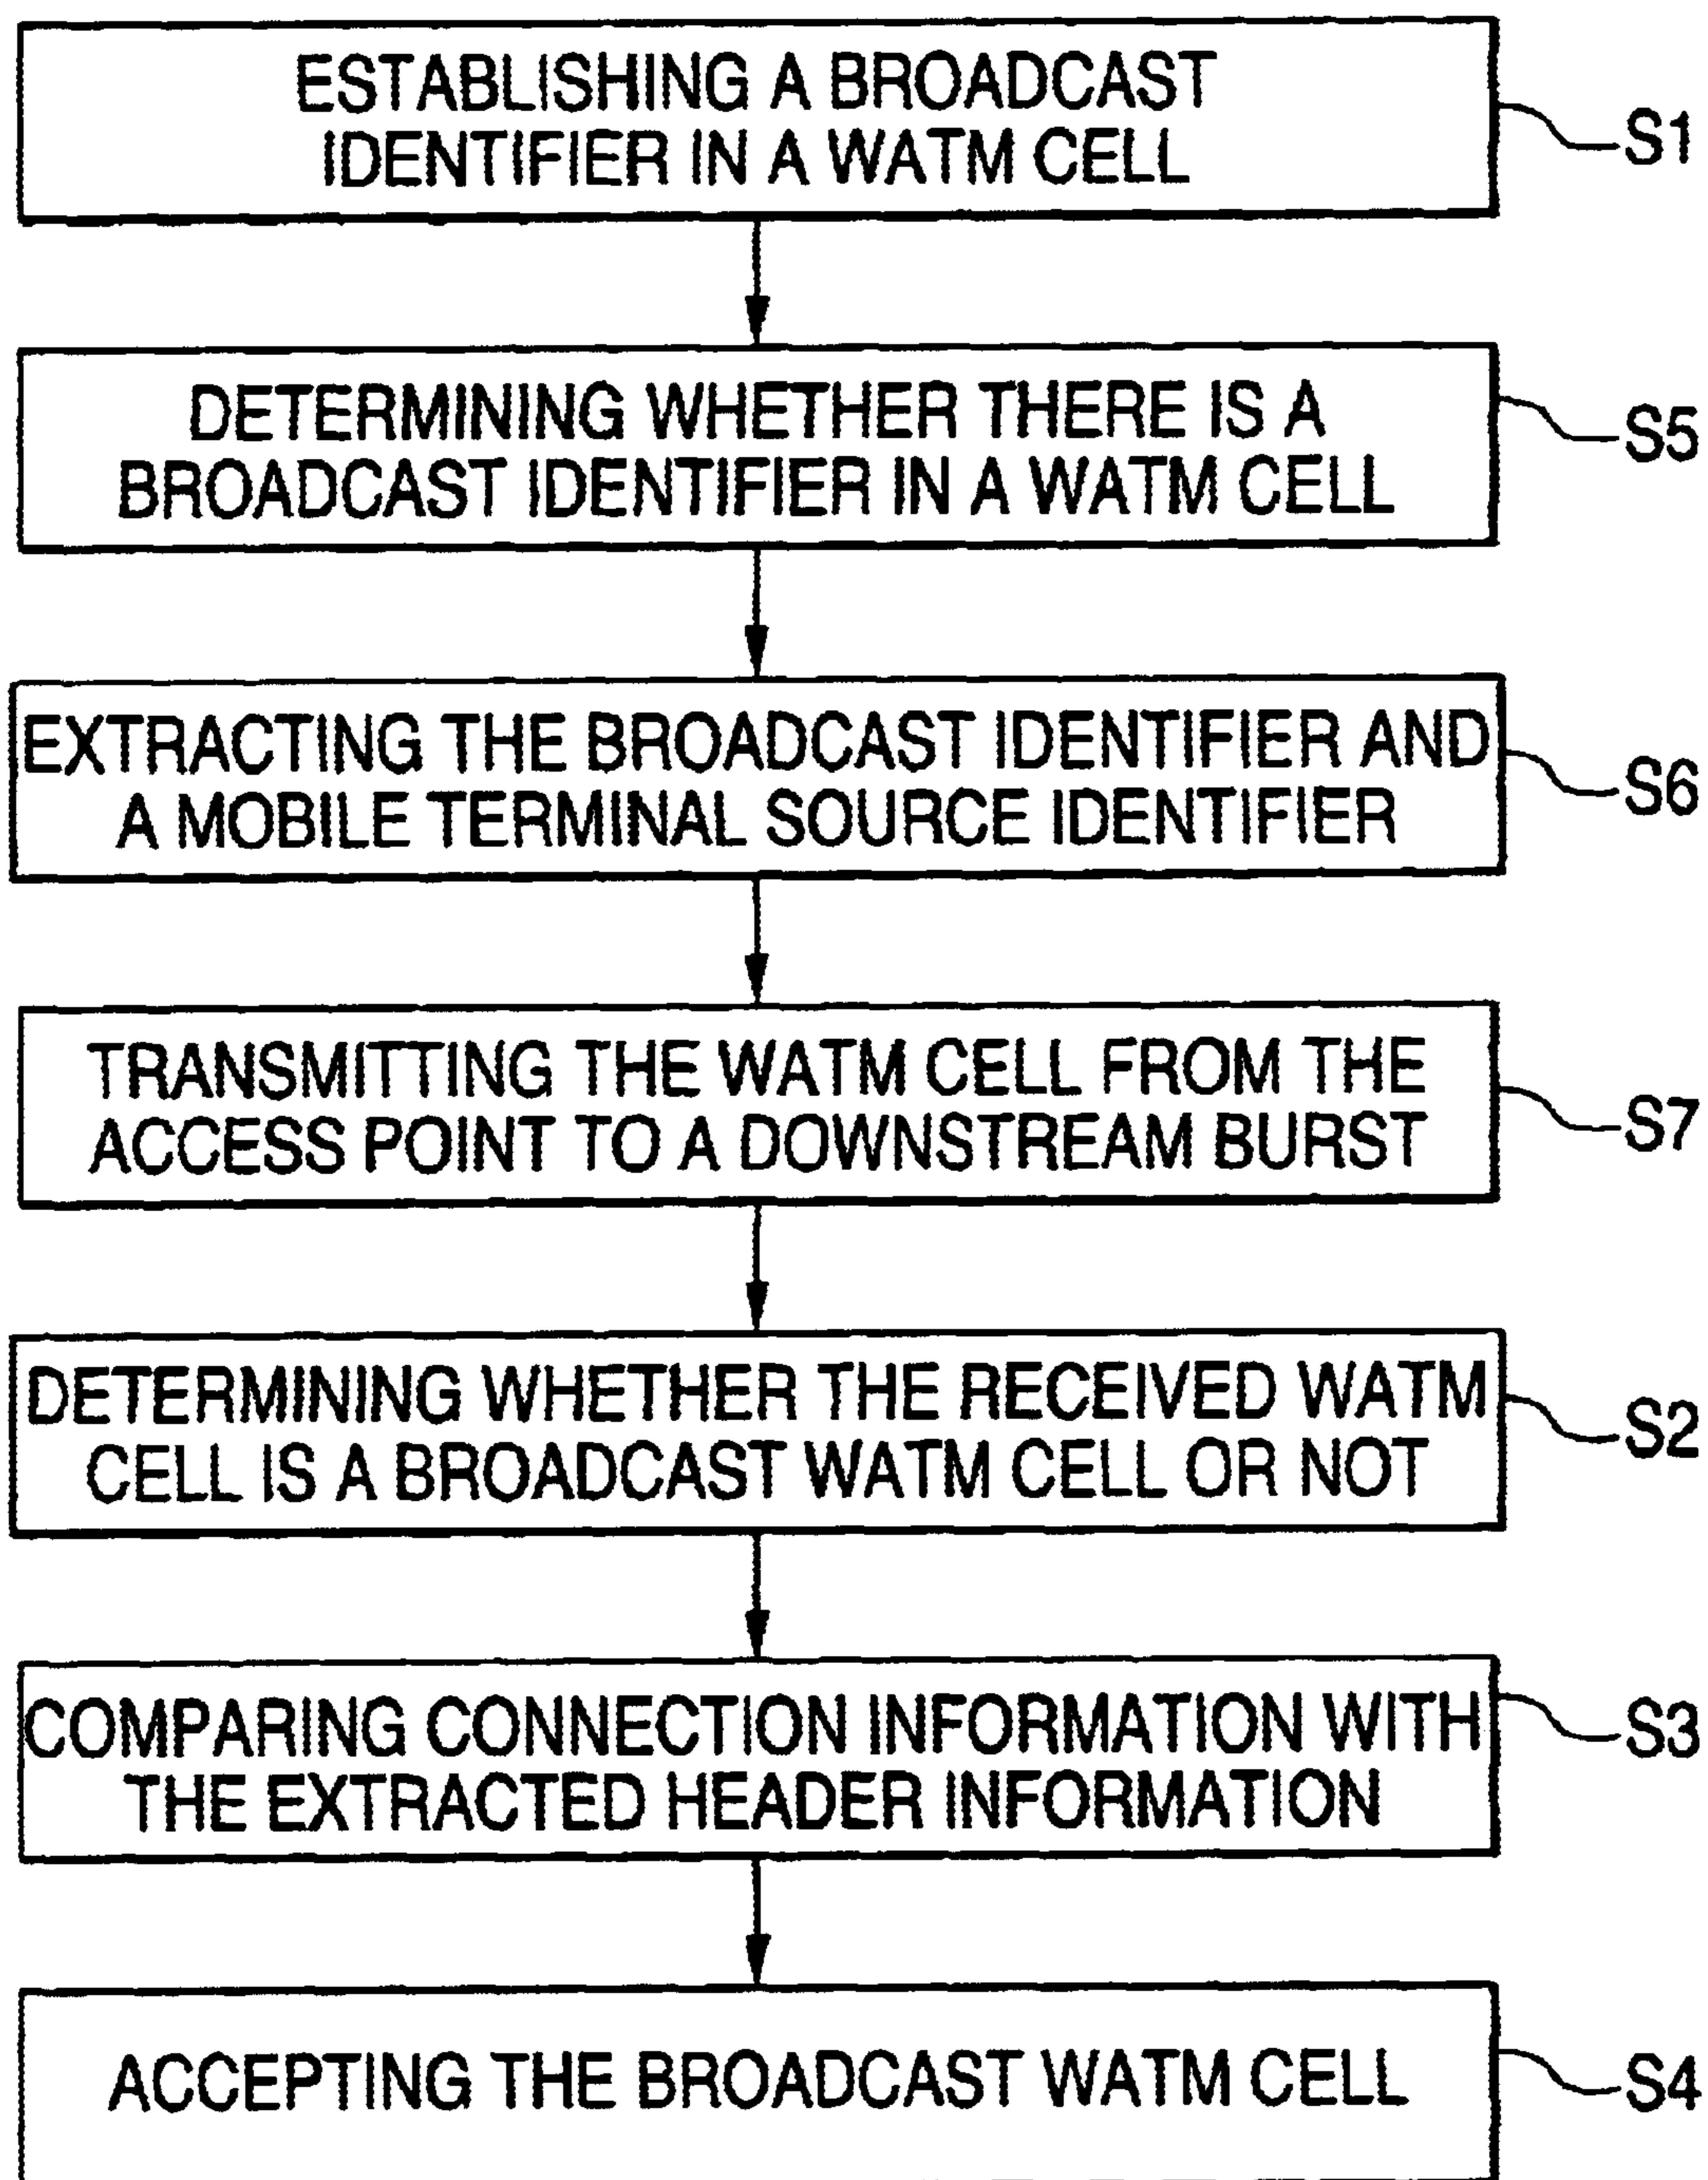 ESTABLISHING A BROADCAST
IDENTIFIER IN A WATM CELL
S1
DETERMINING WHETHER THERE IS A
BROADCAST IDENTIFIER IN A WATM CELL
S5
EXTRACTING THE BROADCAST IDENTIFIER AND
A MOBILE TERMINAL SOURCE IDENTIFIER
S6
TRANSMITTING THE WATM CELL FROM THE
ACCESS POINT TO A DOWNSTREAM BURST
S7
DETERMINING WHETHER THE RECEIVED WATM
CELL IS A BROADCAST WATM CELL OR NOT
S2
COMPARING CONNECTION INFORMATION WITH
THE EXTRACTED HEADER INFORMATION
S3
ACCEPTING THE BROADCAST WATM CELL
S4